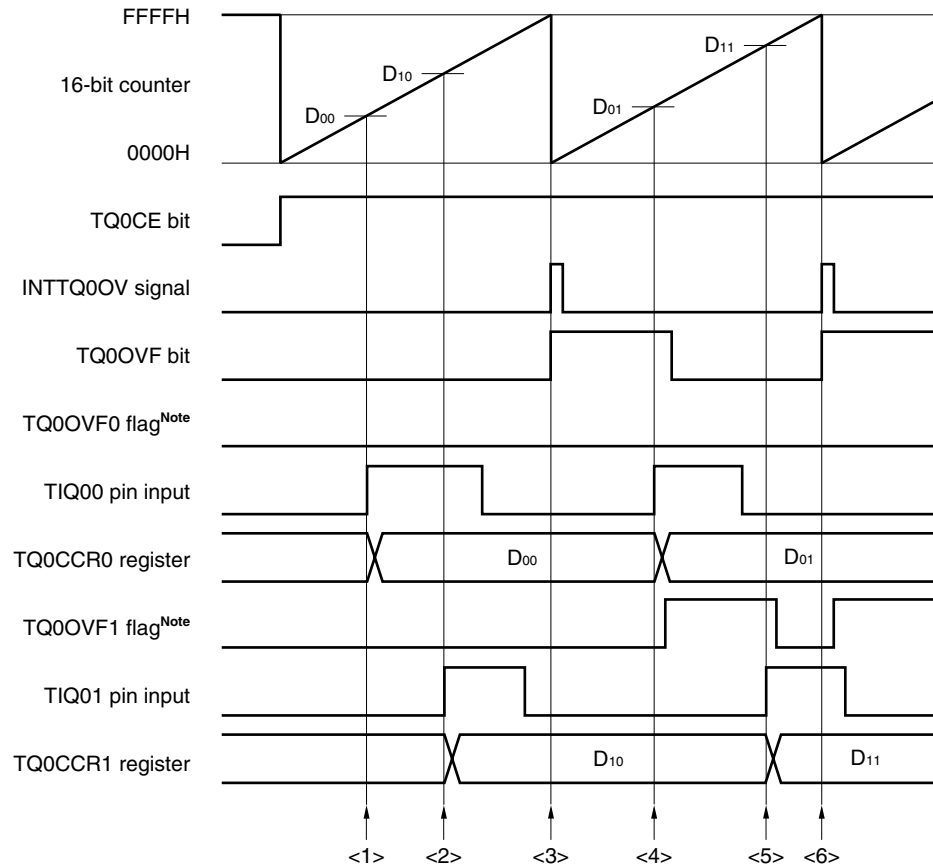 FFFFH
D11
D10
16-bit counter
D01
D00
0000H
TQ0CE bit
INTTQ0OV signal
TQ0OVF bit
TQ0OVF0 flagNote
TIQ00 pin input
TQ0CCR0 register
D00
D01
TQ0OVF1 flagNote
TIQ01 pin input
TQ0CCR1 register
D10
D11
<1> <2> <3> <4> <5> <6>